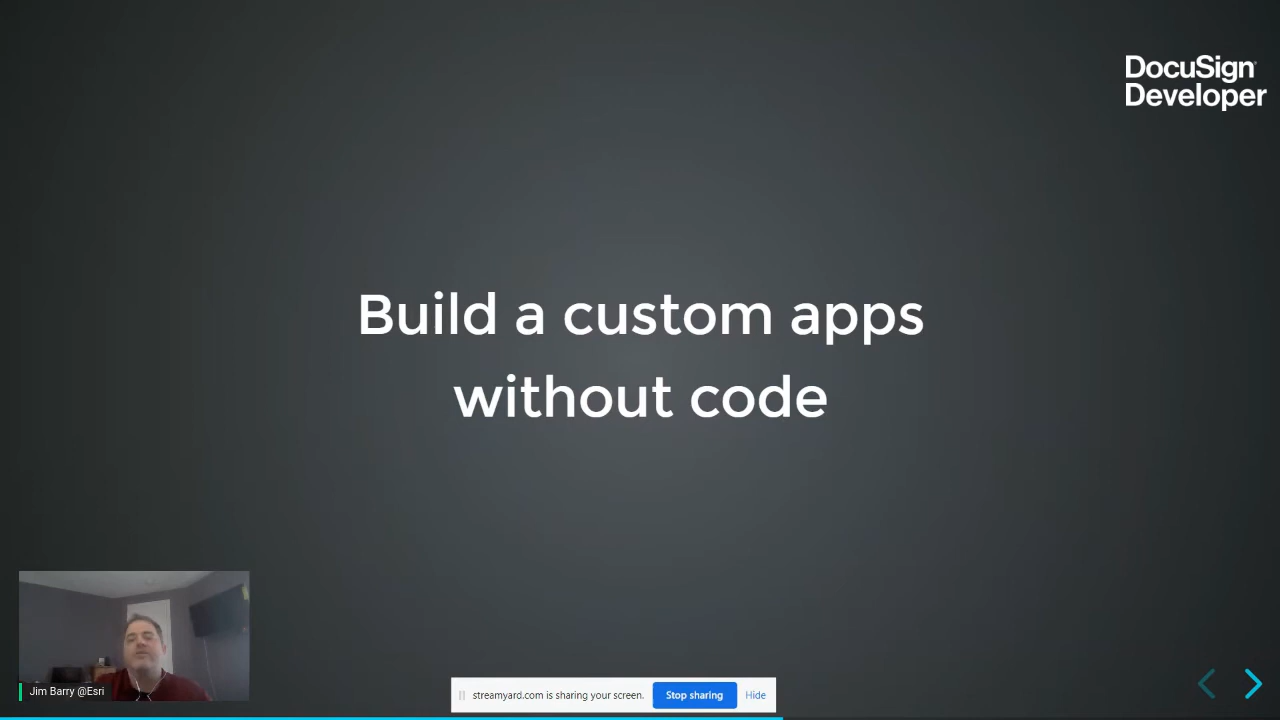 DocuSign
Developer
Build a custom apps
without code
Jim Barry @Esri
streamyard.com is sharing your screen.
Stop sharing
Hide